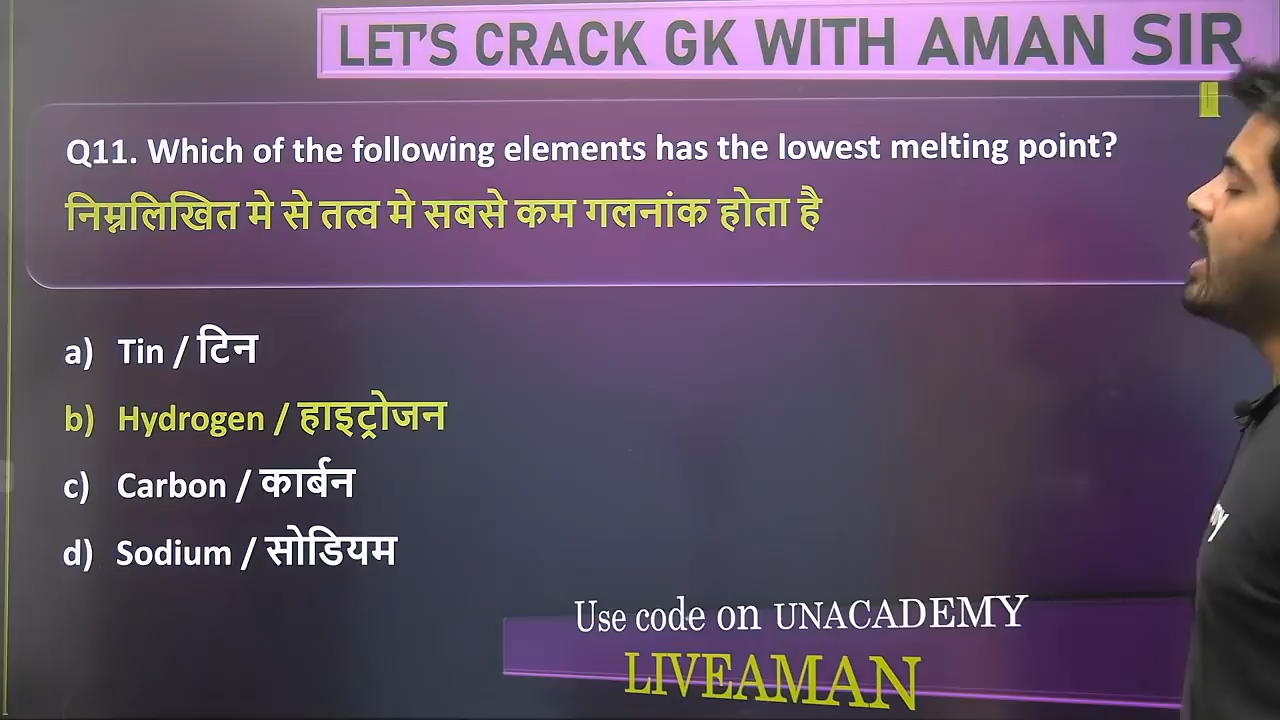 LET'S CRACK GK WITH AMAN SIR
Q11. Which of the following elements has the lowest melting point?
निम्नलिखित मे से तत्व मे सबसे कम गलनांक होता है
a) Tin / टिन
b) Hydrogen / हाइट्रोजन
c) Carbon / कार्बन
d) Sodium / सोडियम
Use code on UNACADEMY
LIVEAMAN